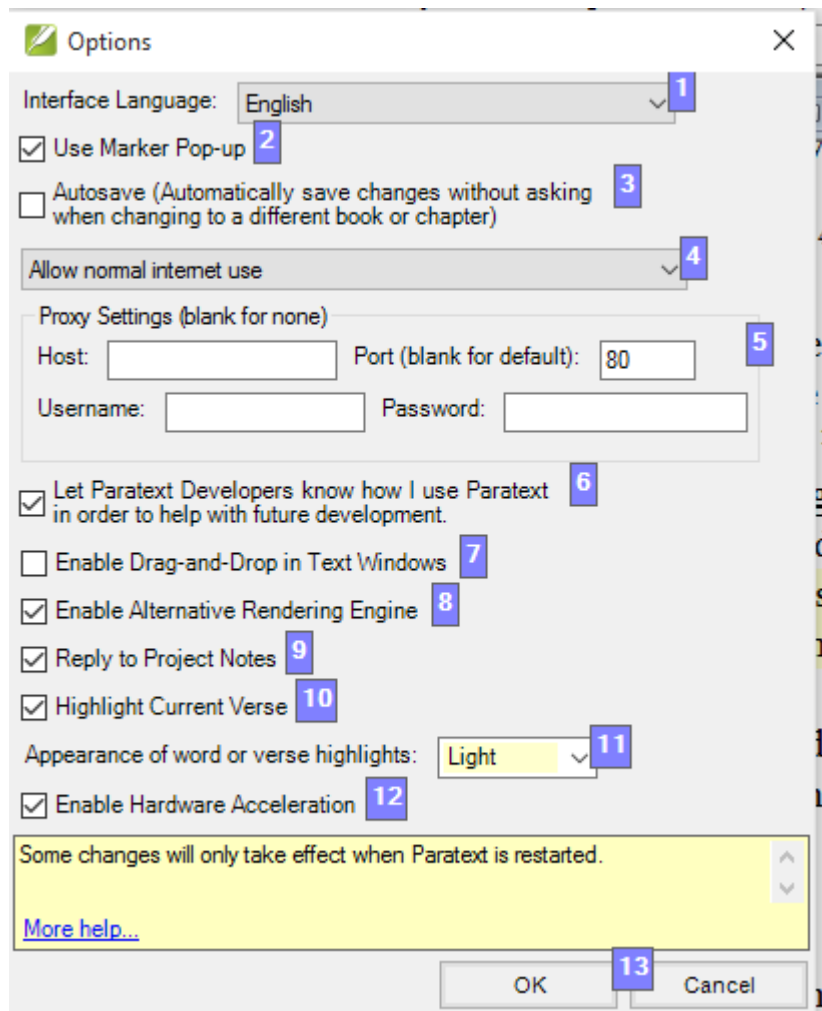 Options
Interface Language: English 1
Use Marker Pop-up 2
Autosave (Automatically save changes without asking 3
when changing to a different book or chapter)
Allow normal internet use 4
Proxy Settings (blank for none)
5
Host: Port (blank for default): 80
Username: Password:
Let Paratext Developers know how I use Paratext 6
in order to help with future development.
Enable Drag-and-Drop in Text Windows 7
Enable Alternative Rendering Engine 8
Reply to Project Notes 9
Highlight Current Verse 10
Appearance of word or verse highlights: Light 11
Enable Hardware Acceleration 12
Some changes will only take effect when Paratext is restarted.
More help...
OK 13 Cancel